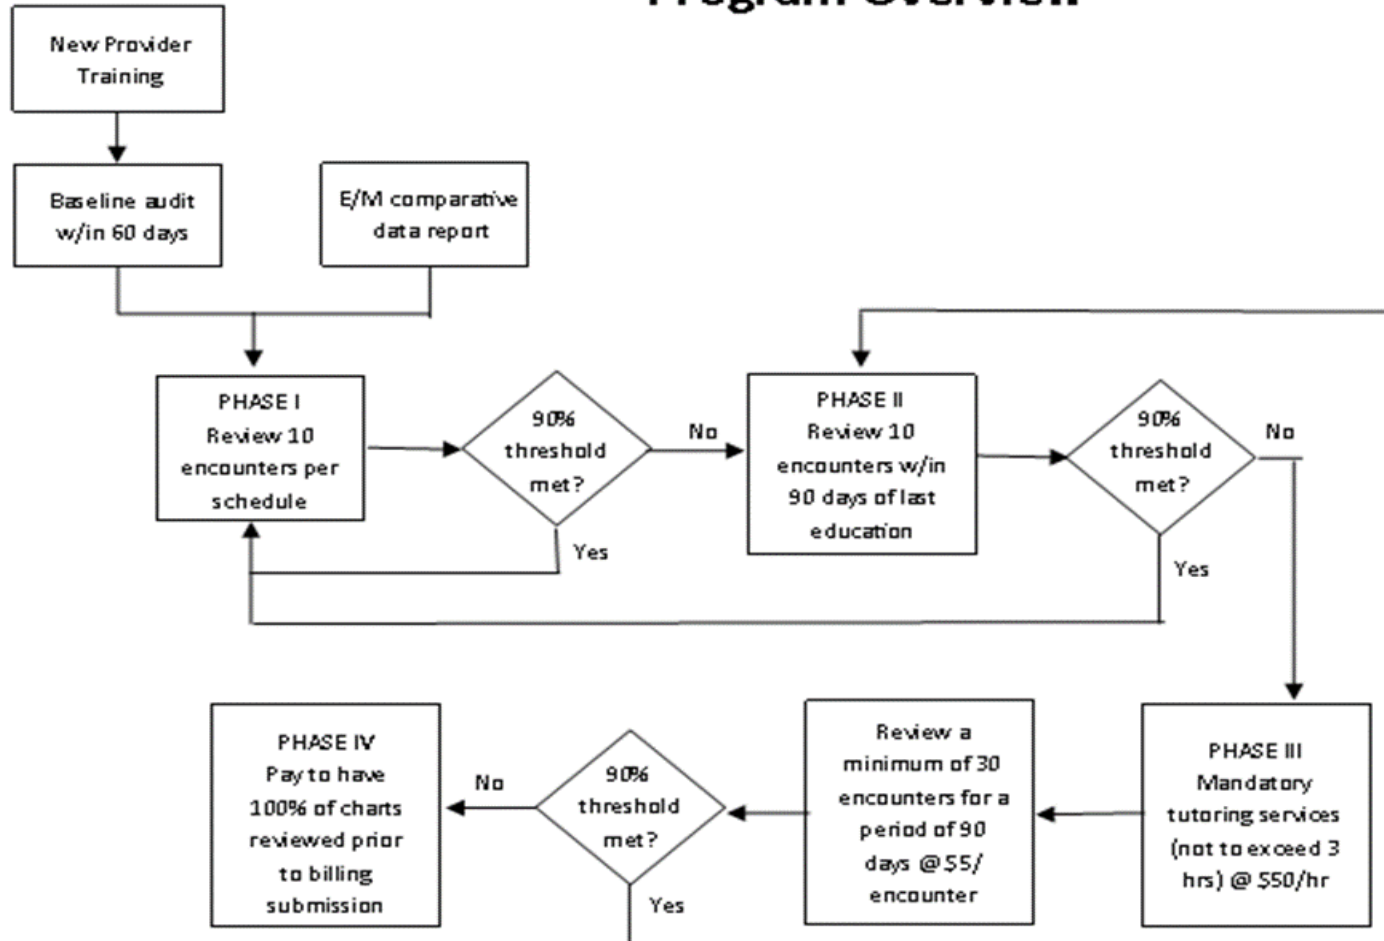 Program Overview
New Provider
Training
Baseline audit
w/in 60 days
E/M comparative
data report
PHASE I
Review 10
encounters per
schedule
90%
threshold
met?
No
Yes
PHASE II
Review 10
encounters w/in
90 days of last
education
90%
threshold
met?
No
Yes
PHASE IV
Pay to have
100% of charts
reviewed prior
to billing
submission
No
90%
threshold
met?
Yes
Review a
minimum of 30
encounters for a
period of 90
days @ $5/
encounter
PHASE III
Mandatory
tutoring services
(not to exceed 3
hrs) @ $50/hr